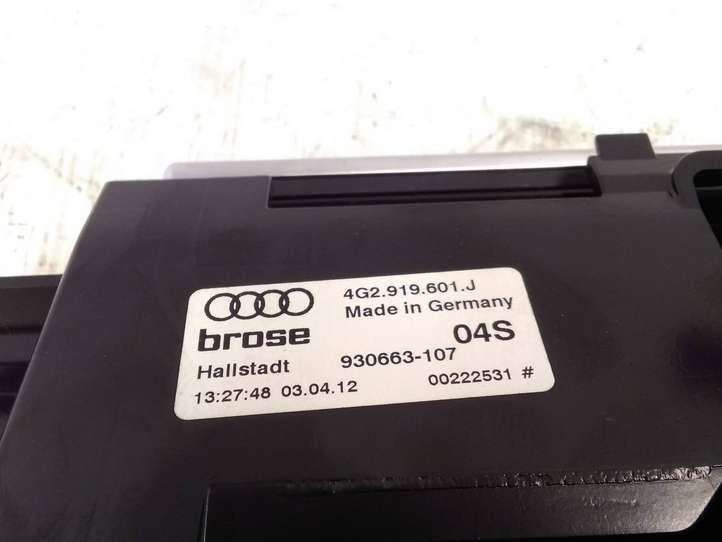 4G2.919.601.J
Made in Germany
brose 04S
Hallstadt 930663-107
13:27:48 03.04.12 00222531 #